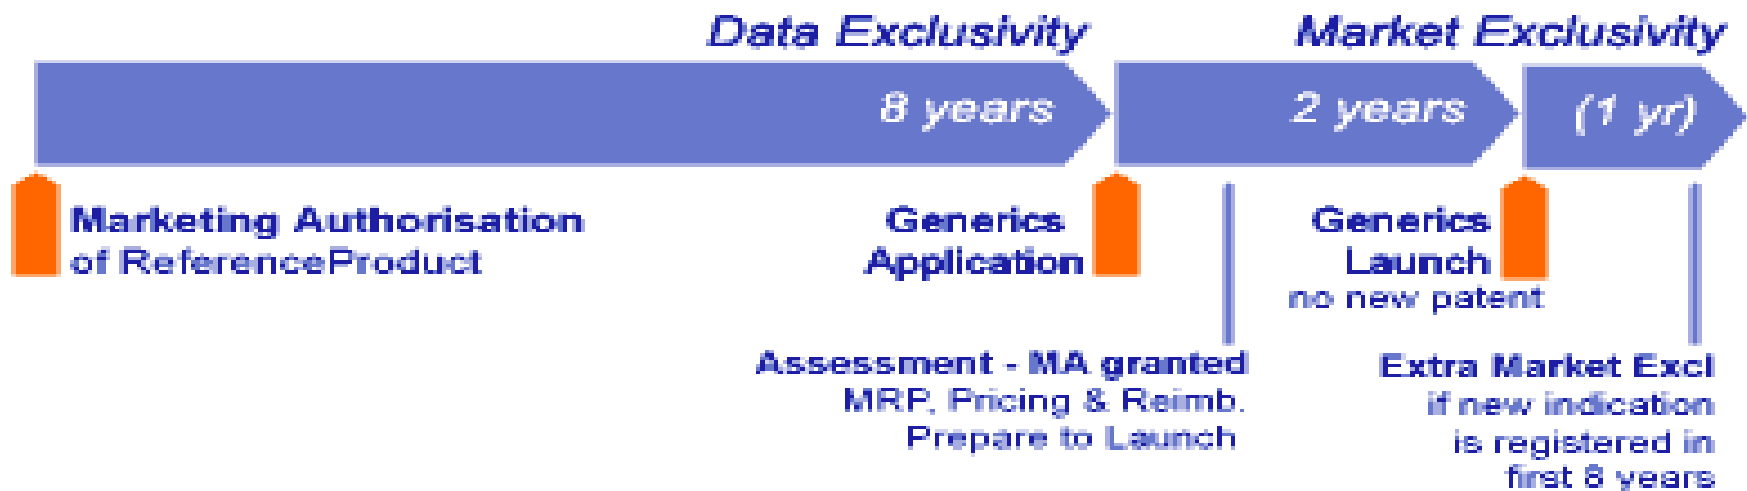 Data Exclusivity
Market Exclusivity
8 years
2 years
(1 yr)
Marketing Authorisation
of ReferenceProduct
Generics
Application
Generics
Launch
no new patent
Assessment - MA granted
MRP, Pricing & Reimb.
Prepare to Launch
Extra Market Excl
if new indication
is registered in
first 8 years